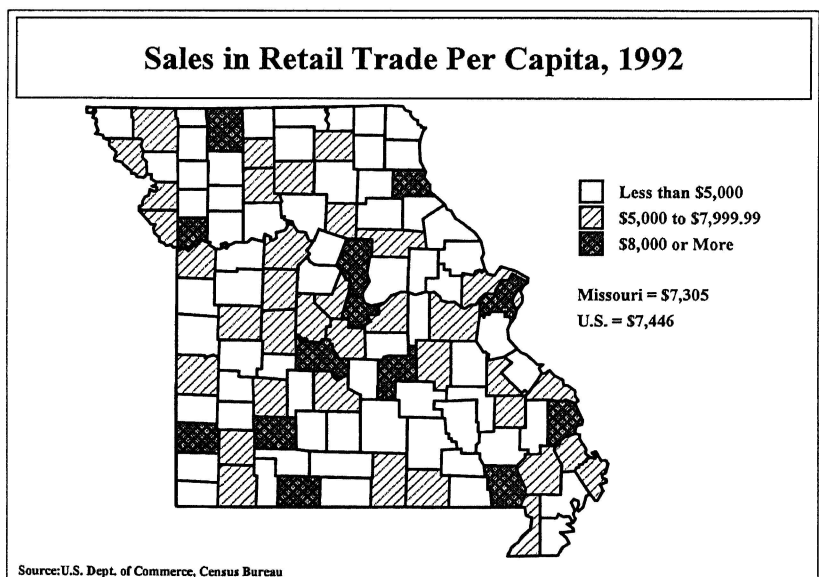 Sales in Retail Trade Per Capita, 1992
Less than $5,000
$5,000 to $7,999.99
$8,000 or More
Missouri = $7,305
U.S. = $7,446
Source:U.S. Dept. of Commerce, Census Bureau